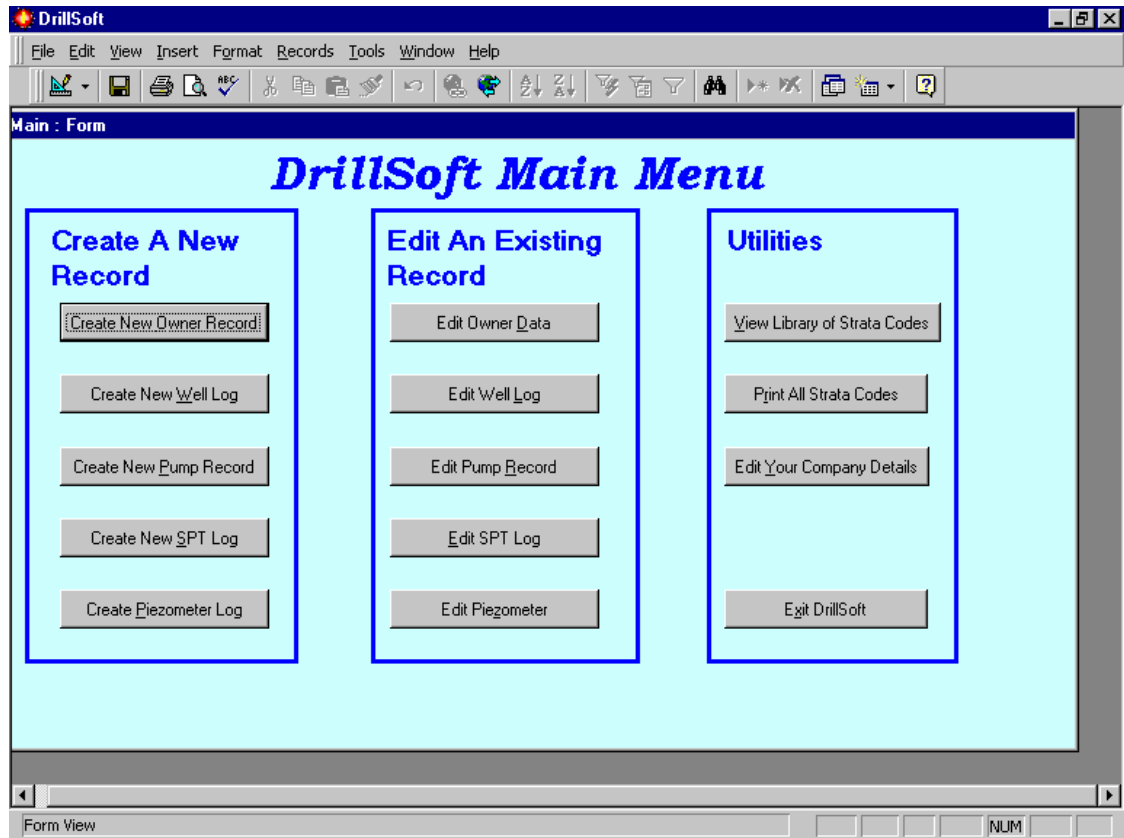 DrillSoft
File Edit View Insert Format Records Tools Window Help
Main : Form
DrillSoft Main Menu
Create A New
Record
Create New Owner Record
Create New Well Log
Create New Pump Record
Create New SPT Log
Create Piezometer Log
Edit An Existing
Record
Edit Owner Data
Edit Well Log
Edit Pump Record
Edit SPT Log
Edit Piezometer
Utilities
View Library of Strata Codes
Print All Strata Codes
Edit Your Company Details
Exit DrillSoft
Form View
NUM